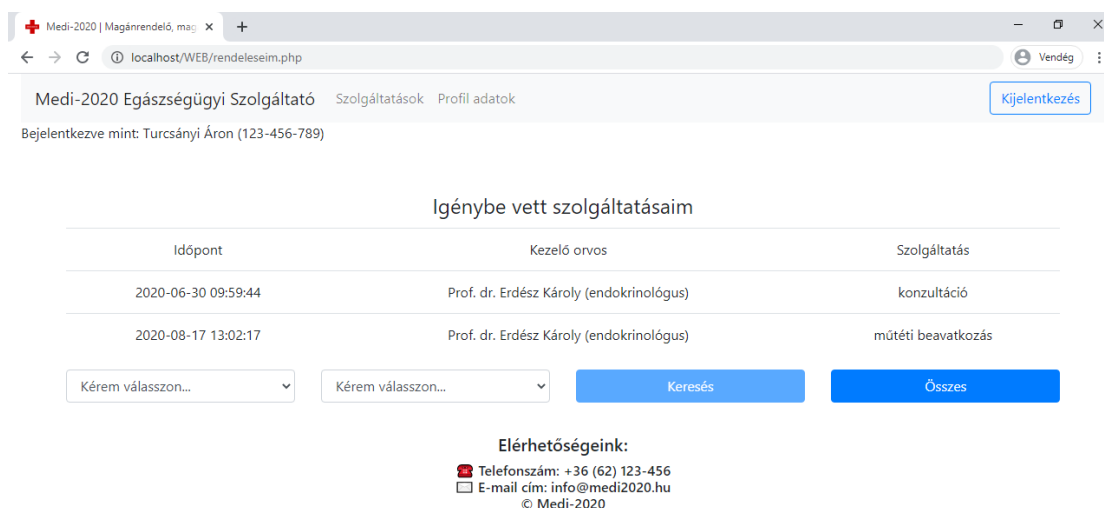 Medi-2020 | Magánrendelő, mag
localhost/WEB/rendeleseim.php
Vendég
Medi-2020 Egászségügyi Szolgáltató Szolgáltatások Profil adatok Kijelentkezés
Bejelentkezve mint: Turcsányi Áron (123-456-789)
Igénybe vett szolgáltatásaim
Időpont Kezelő orvos Szolgáltatás
2020-06-30 09:59:44 Prof. dr. Erdész Károly (endokrinológus) konzultáció
2020-08-17 13:02:17 Prof. dr. Erdész Károly (endokrinológus) műtéti beavatkozás
Kérem válasszon... Kérem válasszon... Keresés Összes
Elérhetőségeink:
Telefonszám: +36 (62) 123-456
E-mail cím: info@medi2020.hu
© Medi-2020